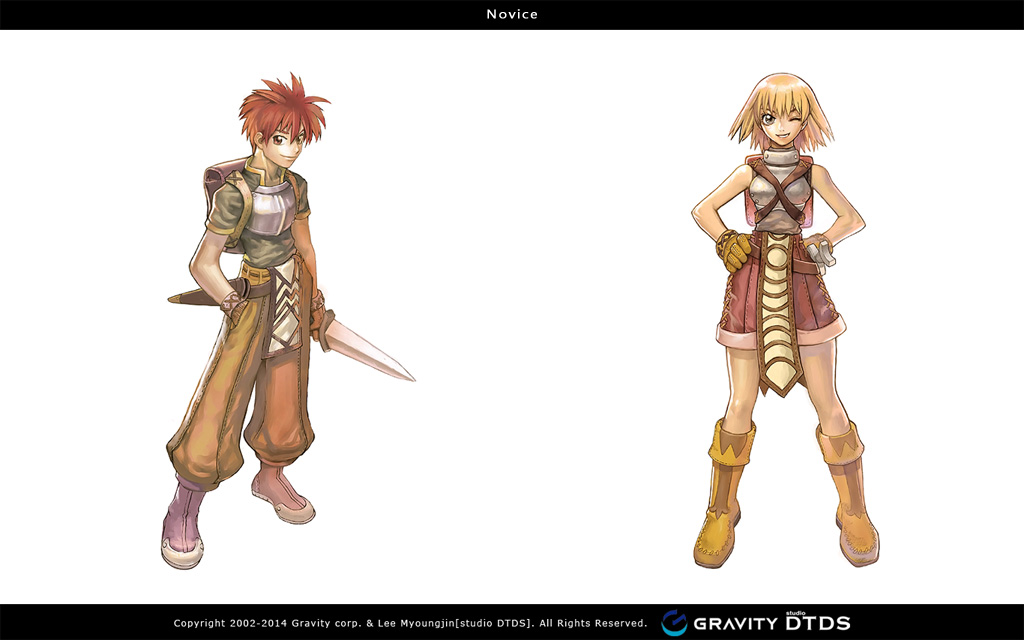 Novice
Copyright 2002-2014 Gravity corp. & Lee Myoungjin[studio DTDS]. All Rights Reserved.
GRAVITY studio DTDS